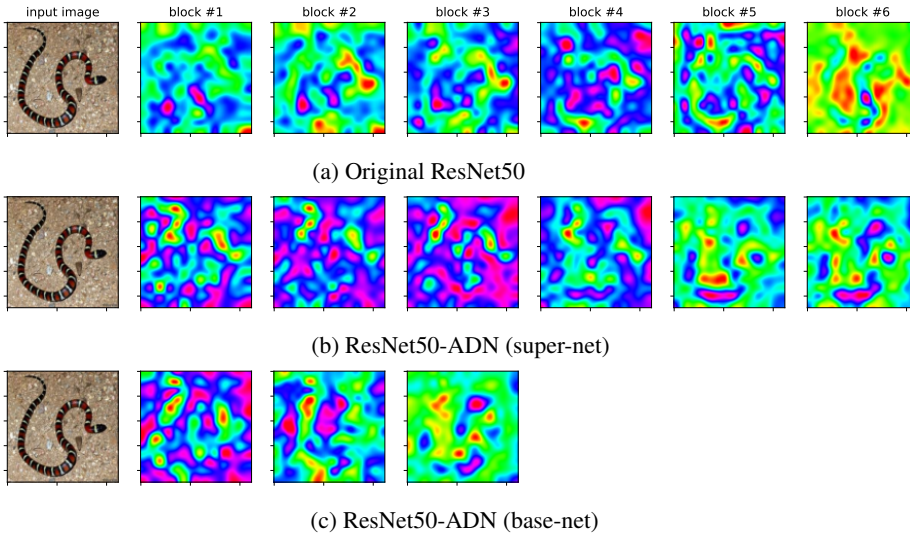 input image block #1 block #2 block #3 block #4 block #5 block #6
(a) Original ResNet50
(b) ResNet50-ADN (super-net)
(c) ResNet50-ADN (base-net)